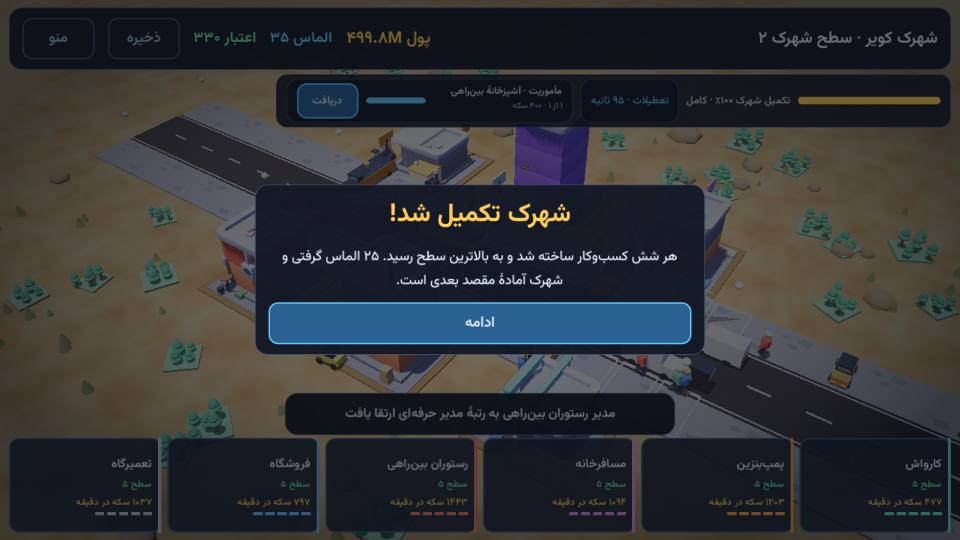 شهرک کویر · سطح شهرک ۲
پول ۴۹۹.۸M
الماس ۳۵
اعتبار ۳۳۰
ذخیره
منو
تکمیل شهرک ۱۰۰٪ · کامل
تعطیلات · ۹۵ ثانیه
مأموریت · آشپزخانهٔ بین‌راهی
۱ از ۱ · ۴۰۰ سکه
دریافت
شهرک تکمیل شد!
هر شش کسب‌وکار ساخته شد و به بالاترین سطح رسید. ۲۵ الماس گرفتی و
شهرک آمادهٔ مقصد بعدی است.
ادامه
مدیر رستوران بین‌راهی به رتبهٔ مدیر حرفه‌ای ارتقا یافت
کارواش
سطح ۵
۴۷۷ سکه در دقیقه
پمپ‌بنزین
سطح ۵
۱۲۰۳ سکه در دقیقه
مسافرخانه
سطح ۵
۱۰۹۴ سکه در دقیقه
رستوران بین‌راهی
سطح ۵
۱۴۴۳ سکه در دقیقه
فروشگاه
سطح ۵
۷۹۷ سکه در دقیقه
تعمیرگاه
سطح ۵
۱۰۳۷ سکه در دقیقه